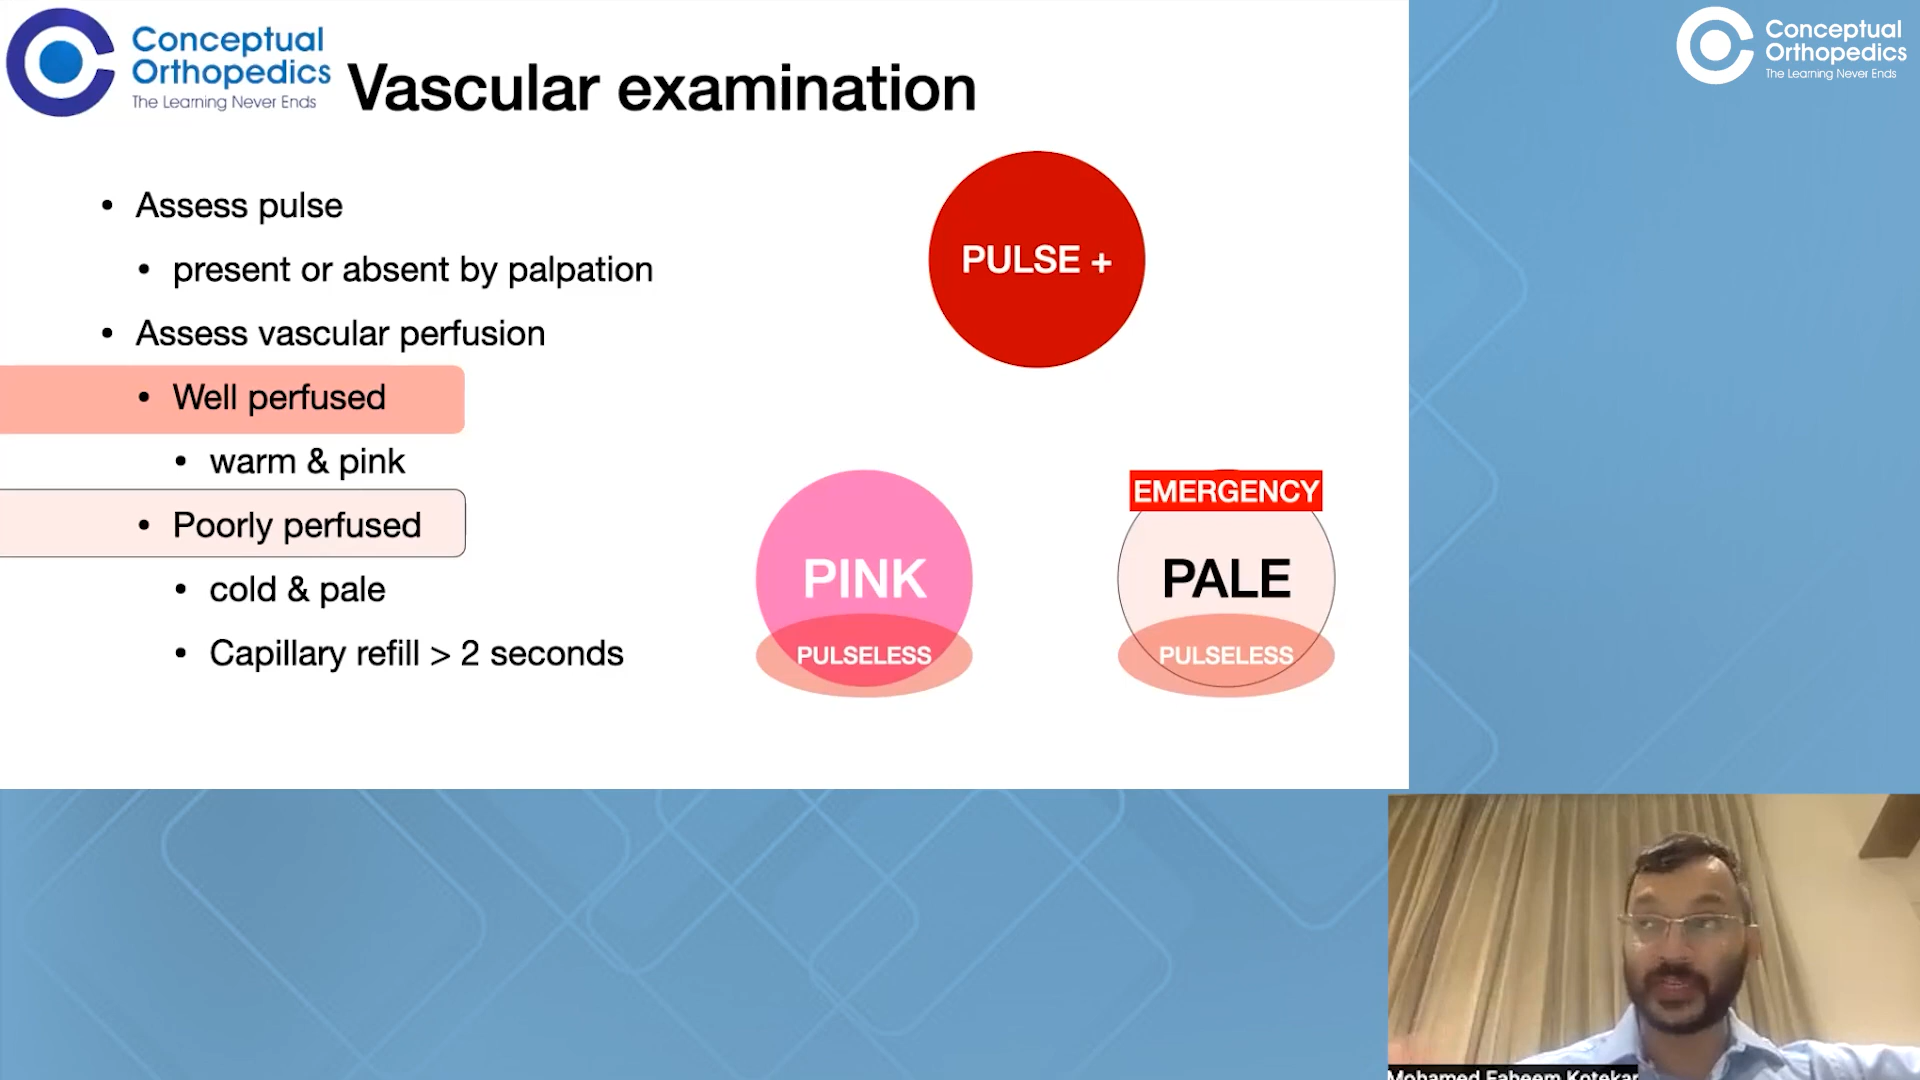 Conceptual
Orthopedics
The Learning Never Ends
Vascular examination
• Assess pulse
• present or absent by palpation
• Assess vascular perfusion
• Well perfused
• warm & pink
• Poorly perfused
• cold & pale
• Capillary refill > 2 seconds
PULSE +
PINK
PULSELESS
EMERGENCY
PALE
PULSELESS
Conceptual
Orthopedics
The Learning Never Ends
Mohamed Faheem Kotekar